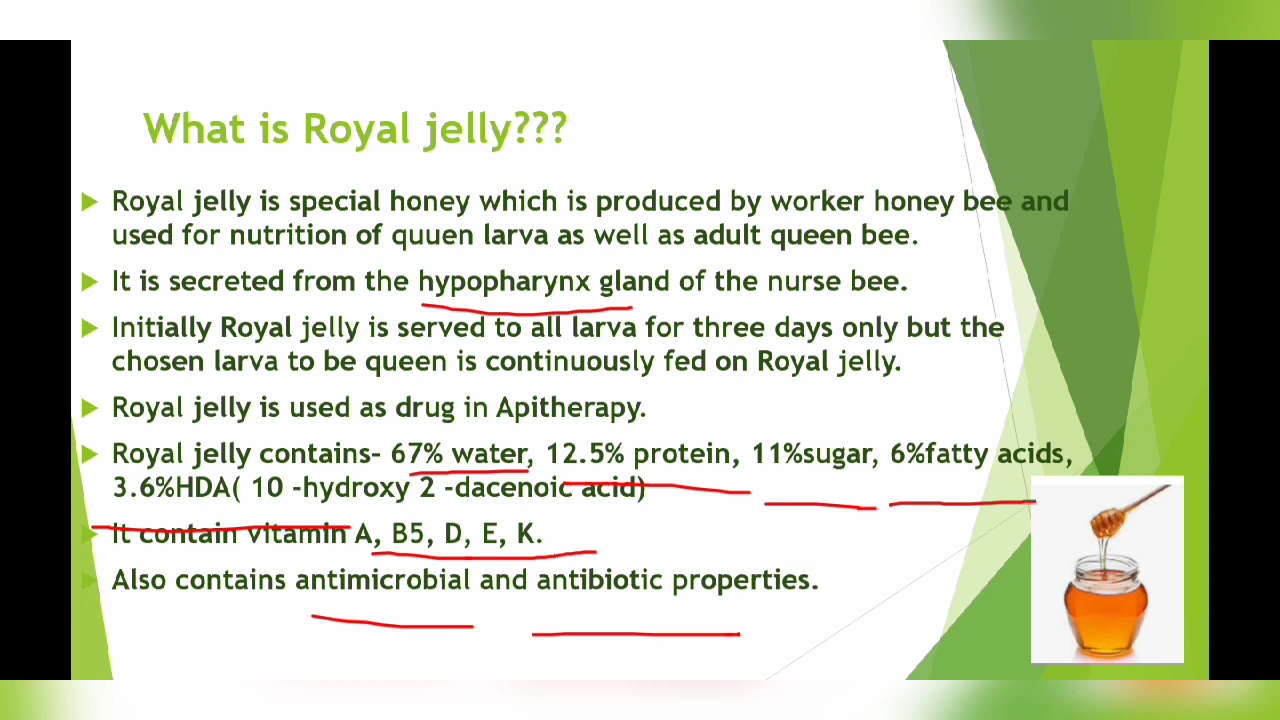 What is Royal jelly???
Royal jelly is special honey which is produced by worker honey bee and
used for nutrition of quuen larva as well as adult queen bee.
It is secreted from the hypopharynx gland of the nurse bee.
Initially Royal jelly is served to all larva for three days only but the
chosen larva to be queen is continuously fed on Royal jelly.
Royal jelly is used as drug in Apitherapy.
Royal jelly contains- 67% water, 12.5% protein, 11%sugar, 6%fatty acids,
3.6%HDA( 10 -hydroxy 2 -dacenoic acid)
It contain vitamin A, B5, D, E, K.
Also contains antimicrobial and antibiotic properties.